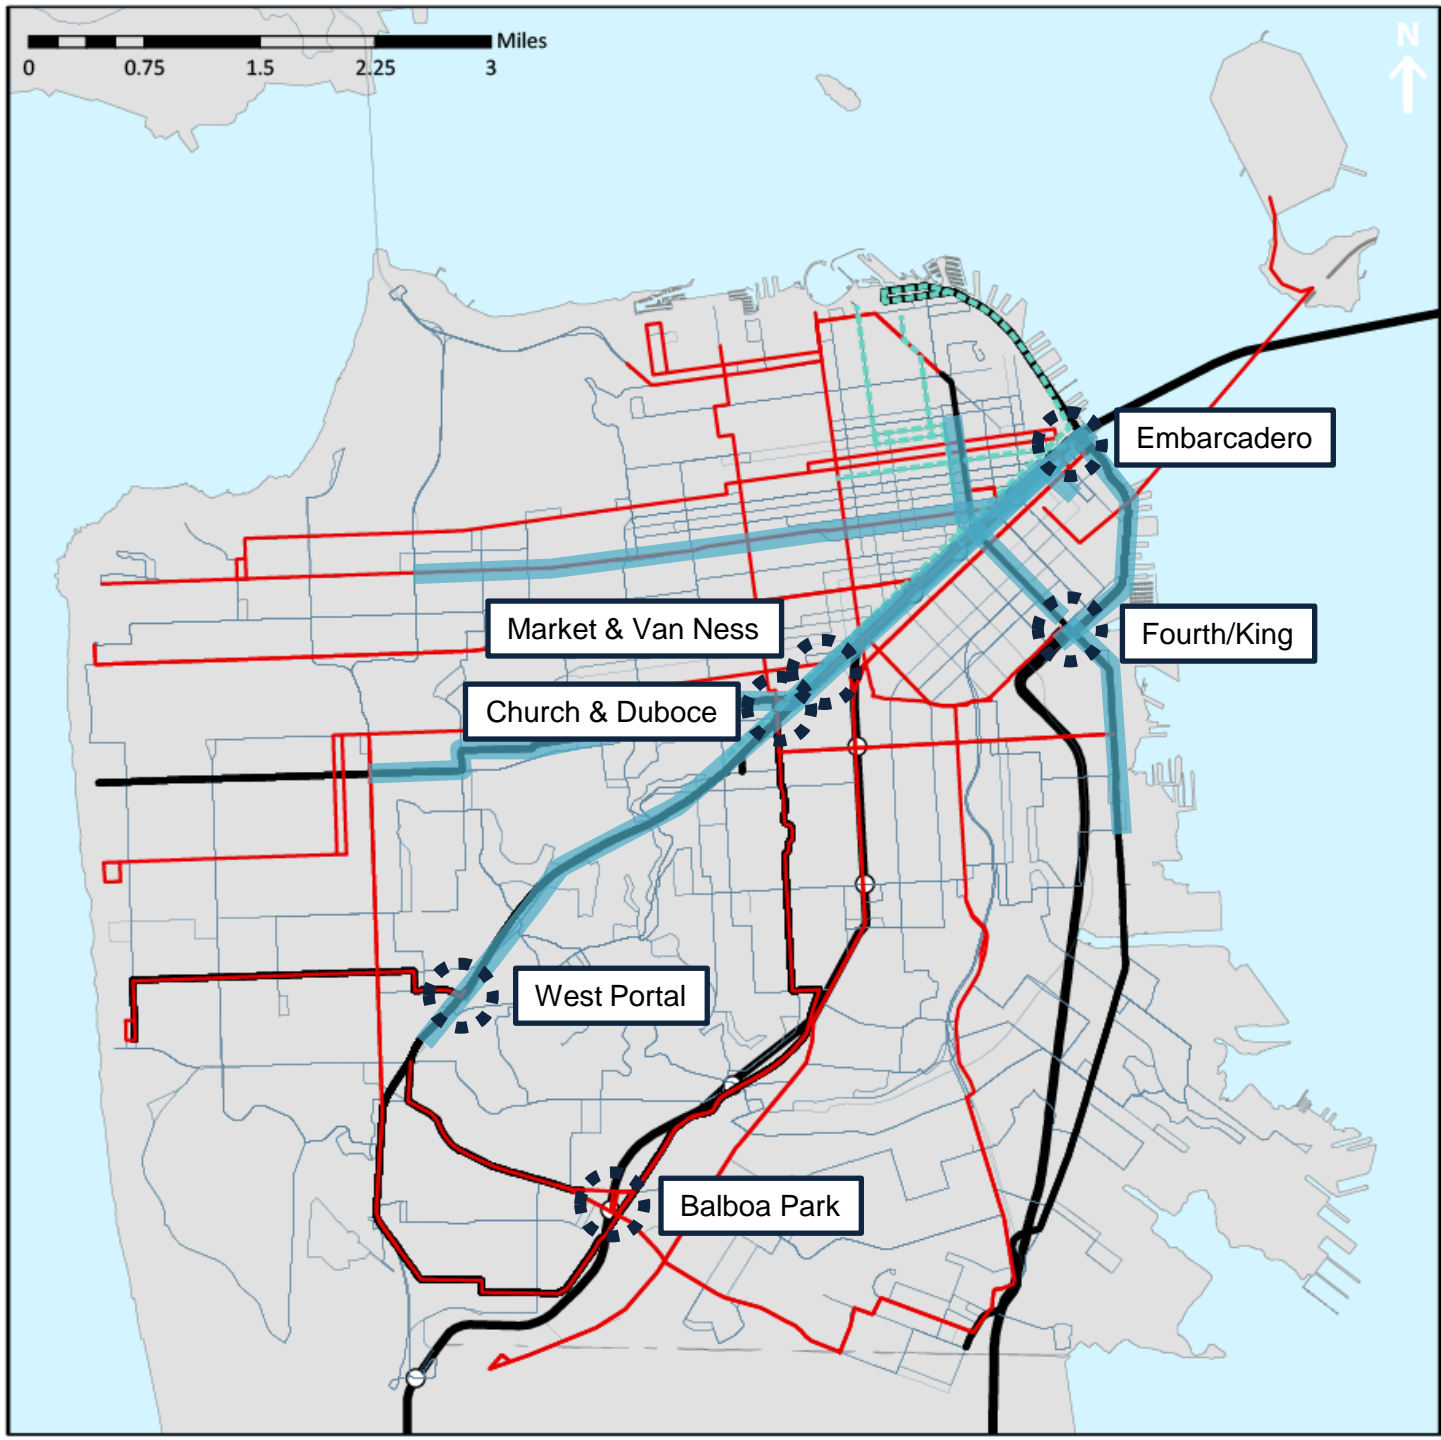 Miles
0 0.75 1.5 2.25 3
N
Embarcadero
Market & Van Ness
Fourth/King
Church & Duboce
West Portal
Balboa Park